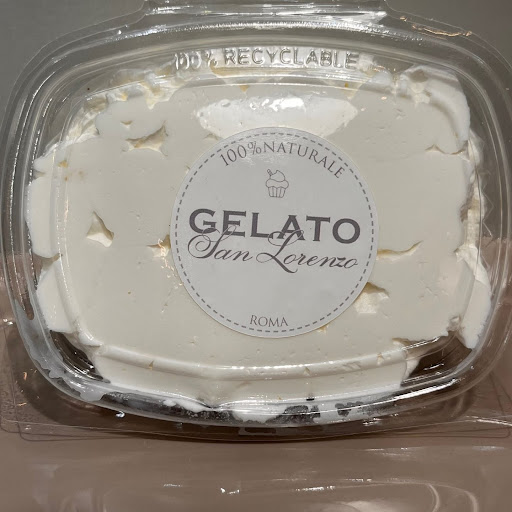 100% RECYCLABLE
100% NATURALE
GELATO
San Lorenzo
ROMA